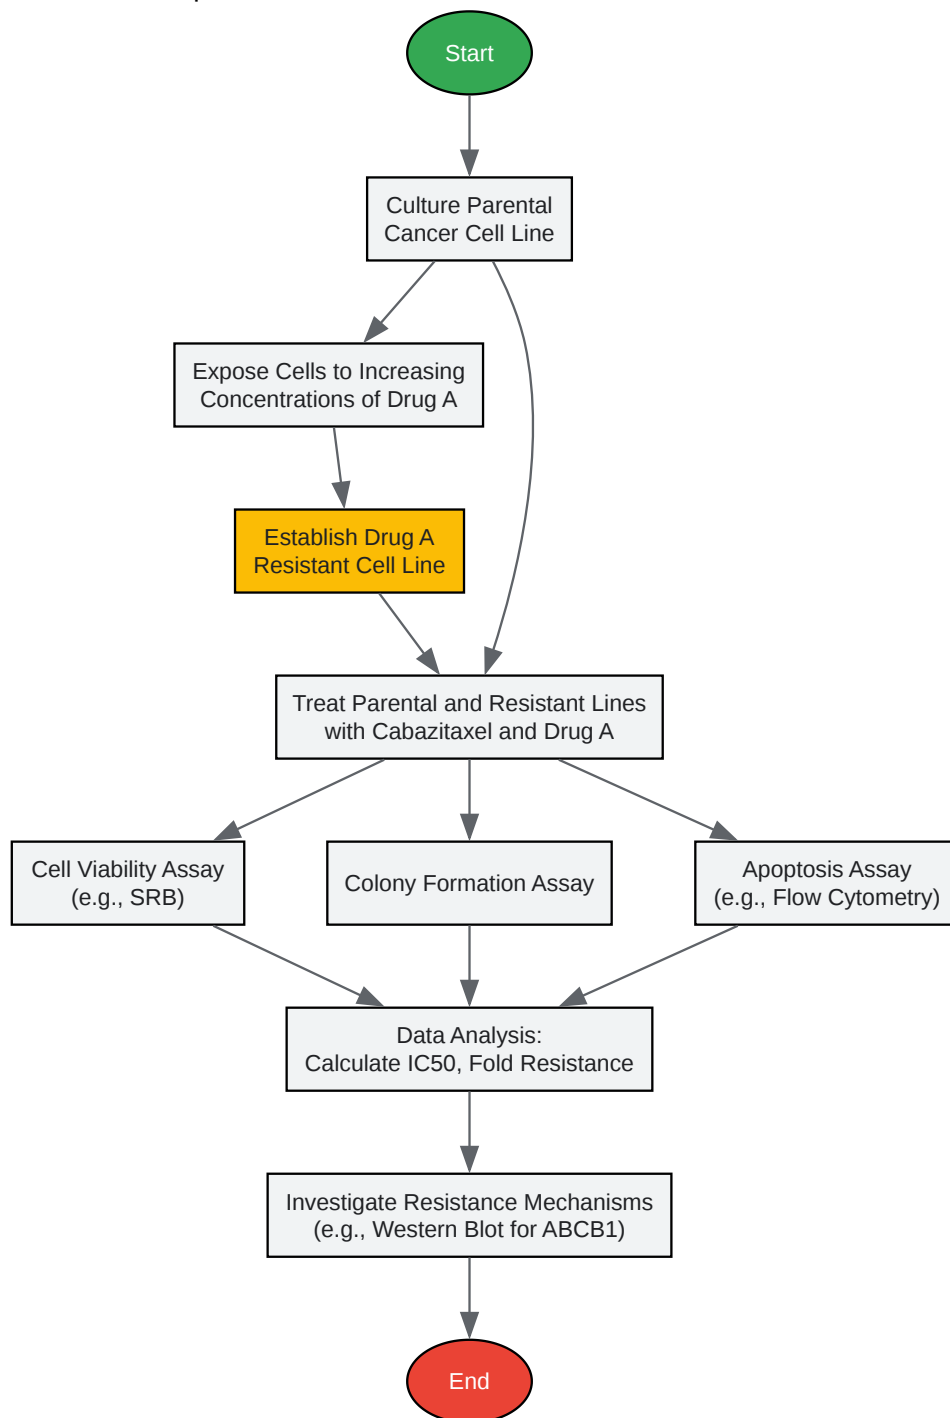 Start
Culture Parental
Cancer Cell Line
Expose Cells to Increasing
Concentrations of Drug A
Establish Drug A
Resistant Cell Line
Treat Parental and Resistant Lines
with Cabazitaxel and Drug A
Cell Viability Assay
(e.g., SRB)
Colony Formation Assay
Apoptosis Assay
(e.g., Flow Cytometry)
Data Analysis:
Calculate IC50, Fold Resistance
Investigate Resistance Mechanisms
(e.g., Western Blot for ABCB1)
End